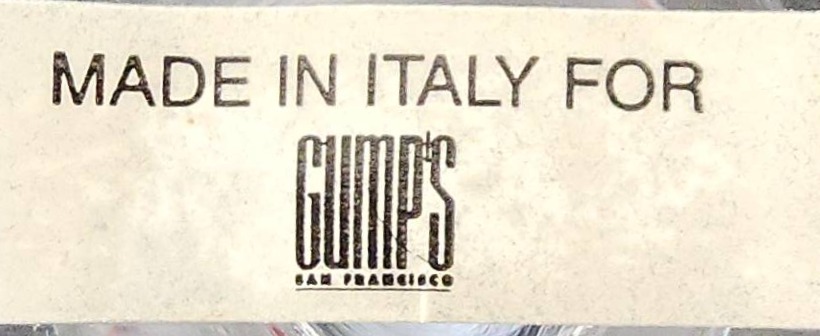 MADE IN ITALY FOR
GUMP'S
SAN FRANCISCO